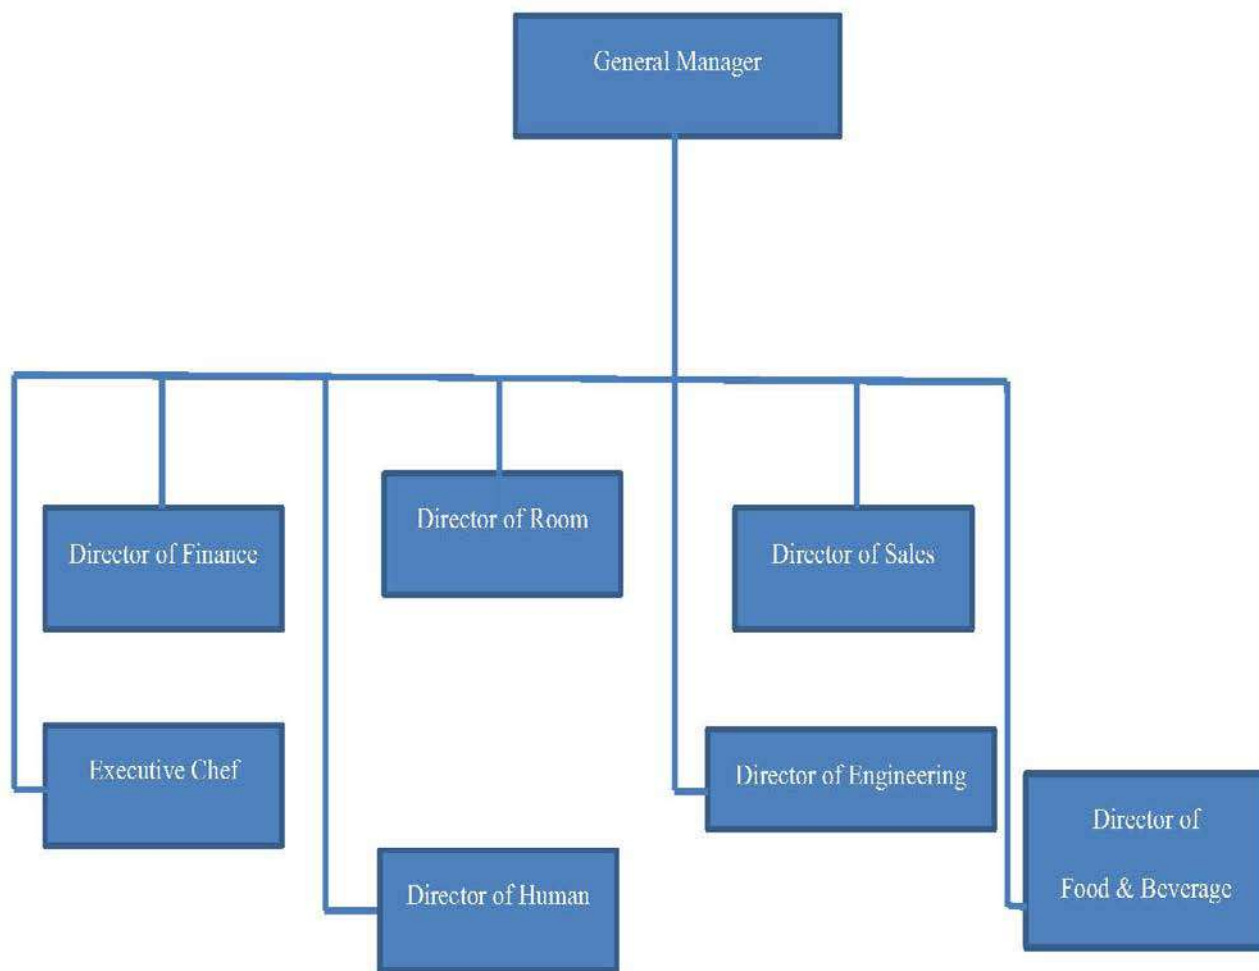 General Manager
Director of Room
Director of Finance
Director of Sales
Executive Chef
Director of Engineering
Director of
Food & Beverage
Director of Human